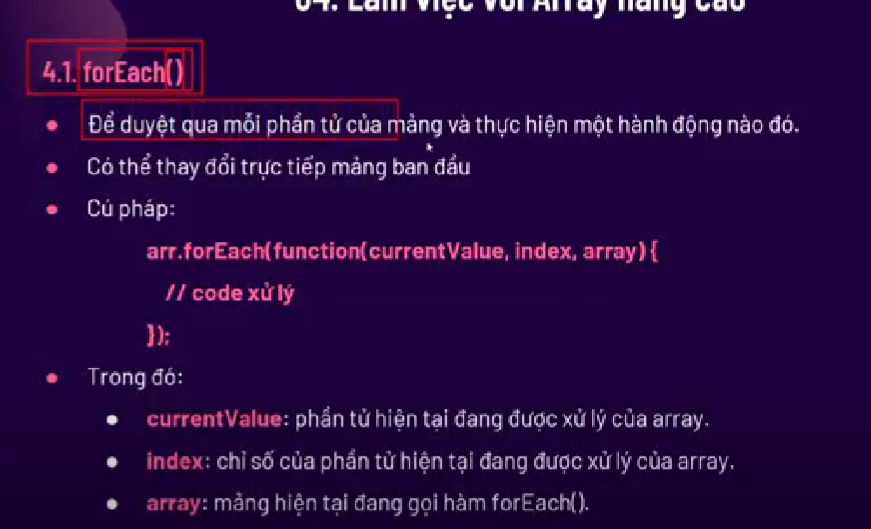 04. Làm việc với Array nâng cao
4.1. forEach()
Để duyệt qua mỗi phần tử của mảng và thực hiện một hành động nào đó.
Có thể thay đổi trực tiếp mảng ban đầu
Cú pháp:
arr.forEach(function(currentValue, index, array) {
// code xử lý
});
Trong đó:
currentValue: phần tử hiện tại đang được xử lý của array.
index: chỉ số của phần tử hiện tại đang được xử lý của array.
array: mảng hiện tại đang gọi hàm forEach().